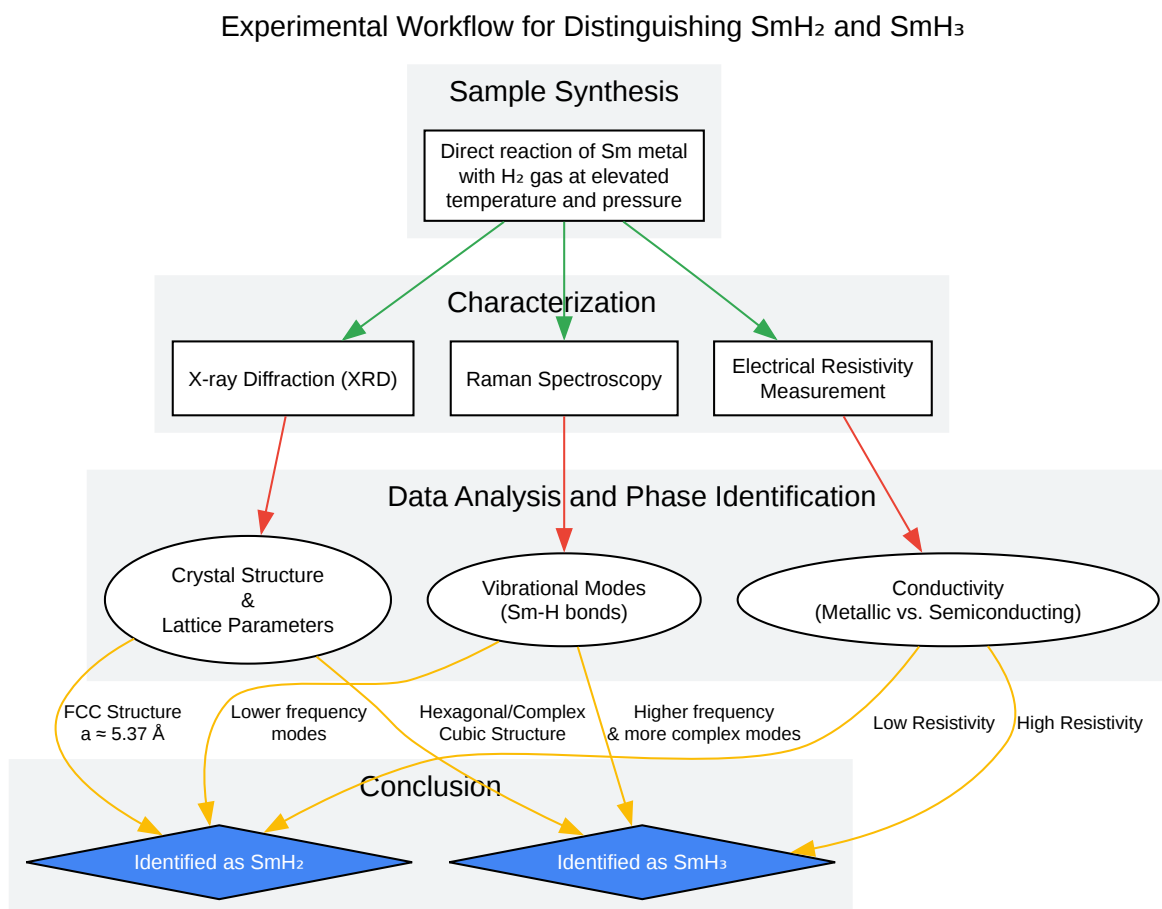 Experimental Workflow for Distinguishing SmH₂ and SmH₃
Sample Synthesis
Direct reaction of Sm metal
with H₂ gas at elevated
temperature and pressure
Characterization
X-ray Diffraction (XRD)
Raman Spectroscopy
Electrical Resistivity
Measurement
Data Analysis and Phase Identification
Crystal Structure
&
Lattice Parameters
Vibrational Modes
(Sm-H bonds)
Conductivity
(Metallic vs. Semiconducting)
FCC Structure
a ≈ 5.37 Å
Lower frequency
modes
Hexagonal/Complex
Cubic Structure
Higher frequency
& more complex modes
Low Resistivity
High Resistivity
Conclusion
Identified as SmH₂
Identified as SmH₃